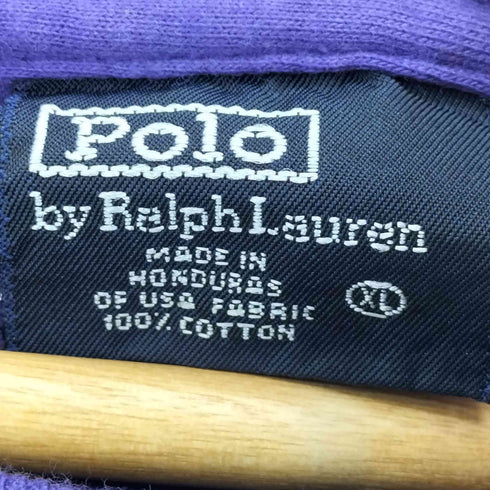 Polo
by Ralph Lauren
MADE IN
HONDURAS
OF USA FABRIC
100% COTTON
XL